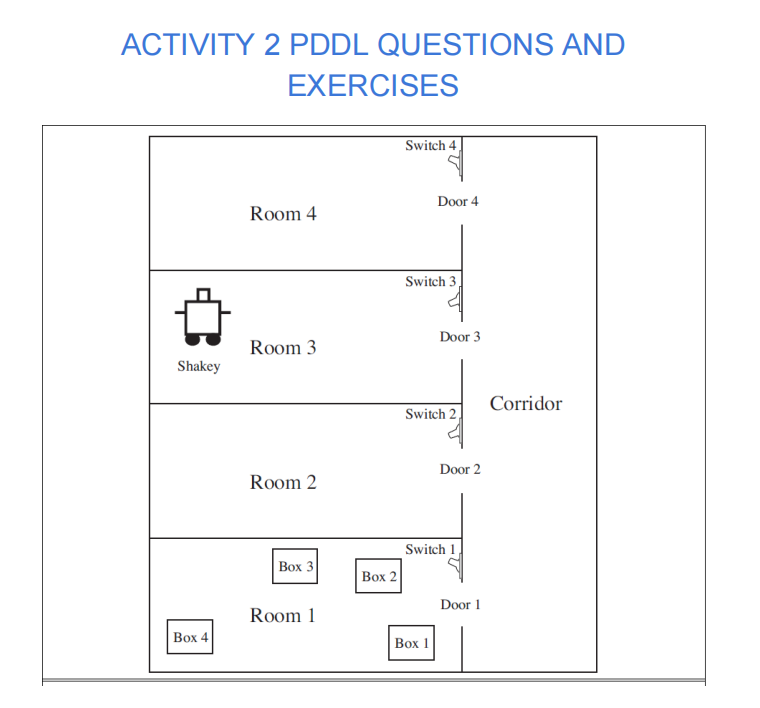 ACTIVITY 2 PDDL QUESTIONS AND
EXERCISES
Switch 4
Door 4
Room 4
Switch 3
Door 3
Room 3
Shakey
Corridor
Switch 2
Door 2
Room 2
Switch 1
Box 3
Box 2
Door 1
Room 1
Box 4
Box 1